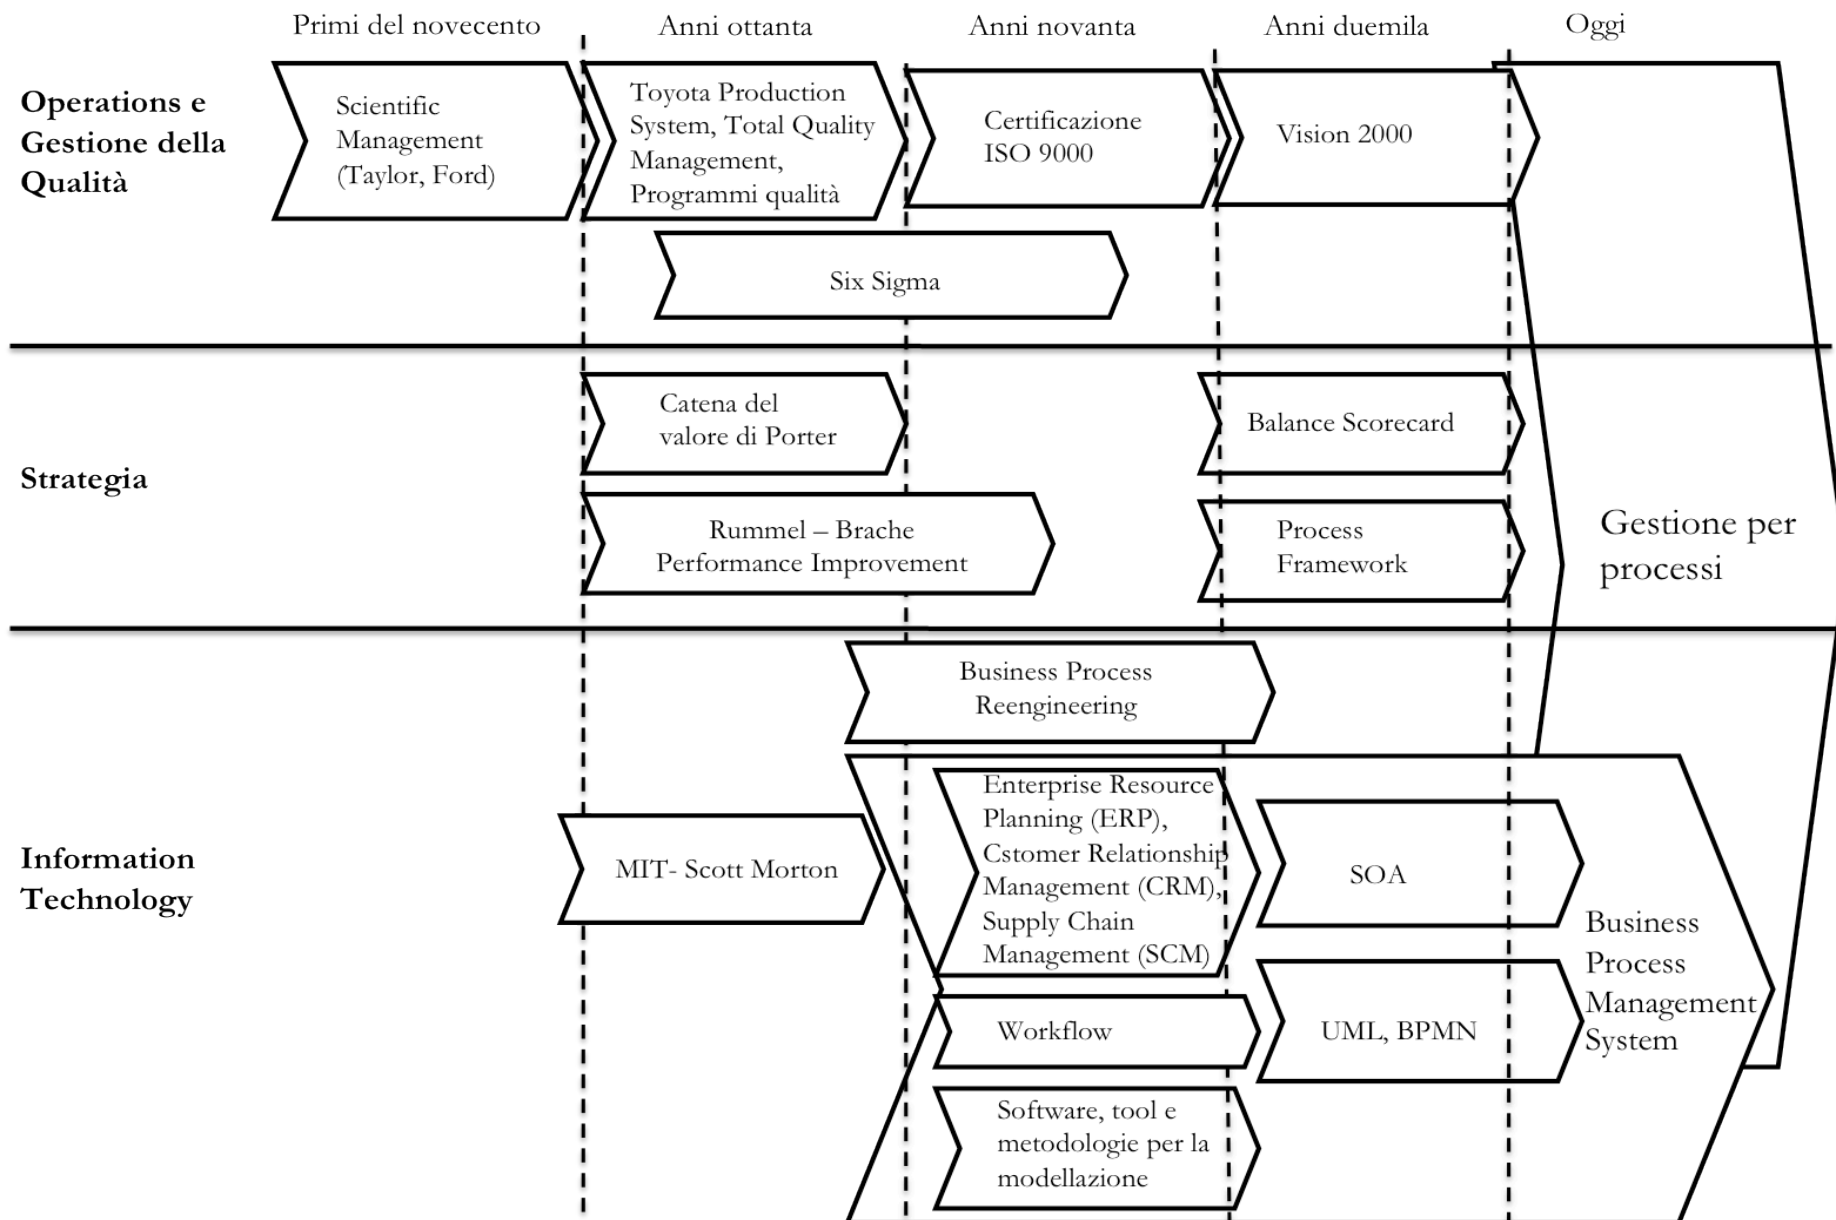 Primi del novecento
Anni ottanta
Anni novanta
Anni duemila
Oggi
Operations e
Gestione della
Qualità
Scientific
Management
(Taylor, Ford)
Toyota Production
System, Total Quality
Management,
Programmi qualità
Certificazione
ISO 9000
Vision 2000
Six Sigma
Strategia
Catena del
valore di Porter
Balance Scorecard
Rummel – Brache
Performance Improvement
Process
Framework
Gestione per
processi
Information
Technology
Business Process
Reengineering
MIT- Scott Morton
Enterprise Resource
Planning (ERP),
Cstomer Relationship
Management (CRM),
Supply Chain
Management (SCM)
SOA
Workflow
UML, BPMN
Software, tool e
metodologie per la
modellazione
Business
Process
Management
System